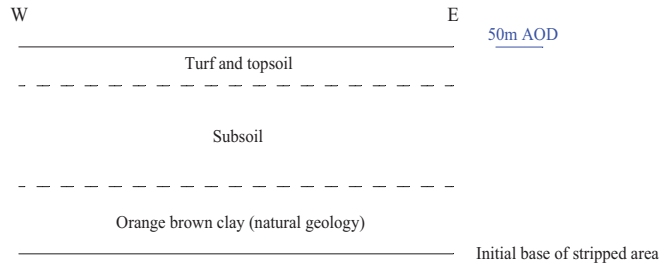 W E
50m AOD
Turf and topsoil
Subsoil
Orange brown clay (natural geology)
Initial base of stripped area